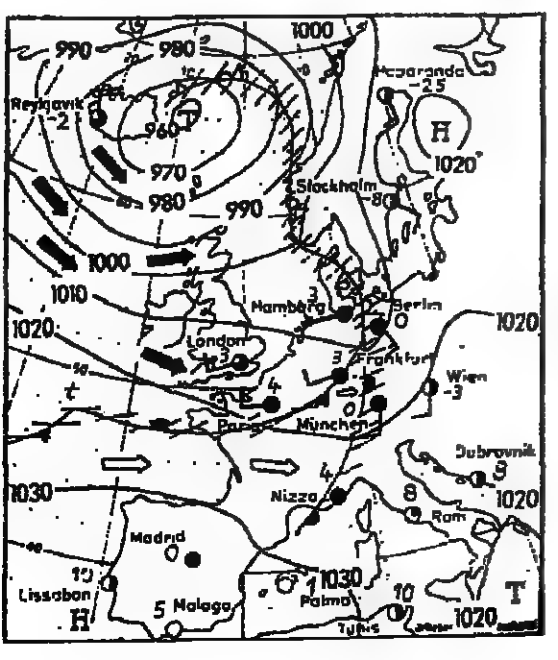 1000
990
980
Haparanda
-25
Reykjavik
-2
960
T
H
1020
970
980
Stockholm
-8
990
1000
1010
3
Hamburg
Berlin
0
1020
1020
London
3
3
Frankfurt
Wien
-3
t
4
K
0
Paris
München
Dubrovnik
8
4
1030
Nizza
8
Rom
1020
Madrid
10
Lissabon
1030
1
Palma
T
H
5
Malaga
10
Tunis
1020